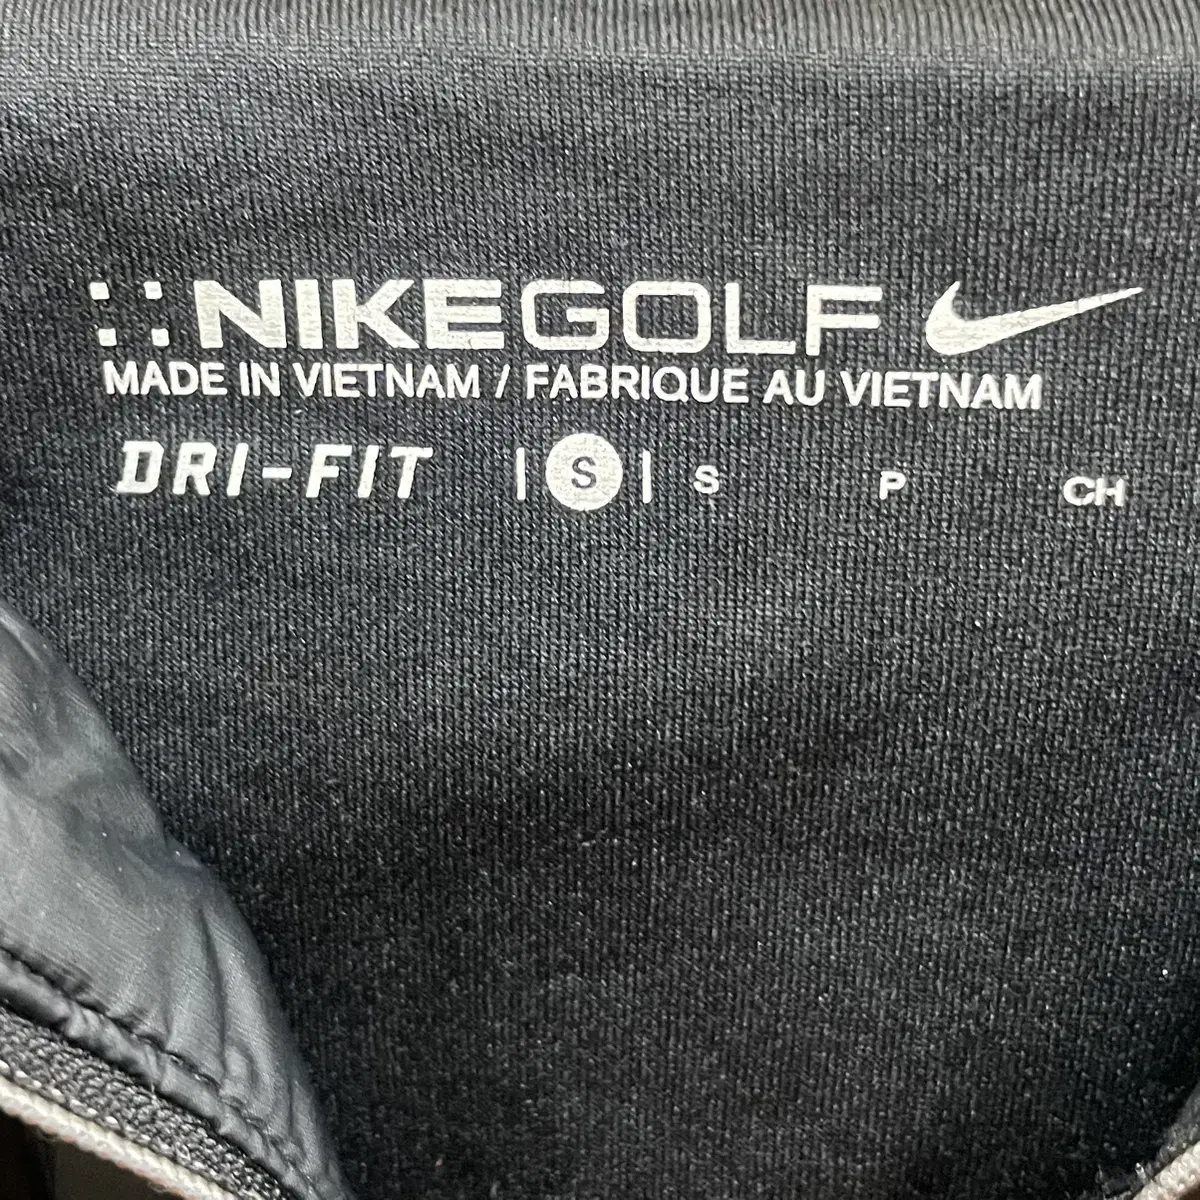 NIKEGOLF
MADE IN VIETNAM / FABRIQUE AU VIETNAM
DRI-FIT | S | S P CH